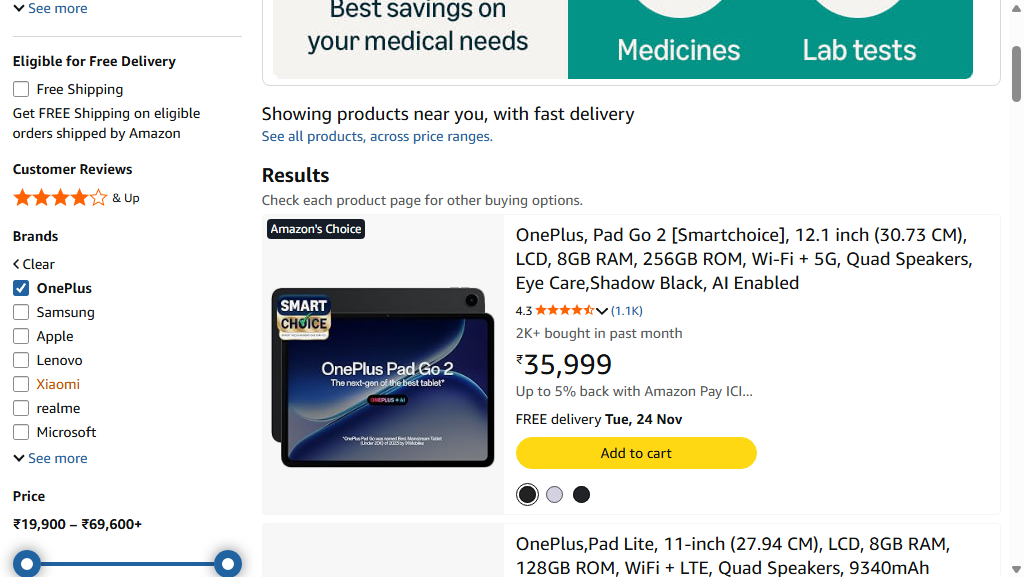 See more
Eligible for Free Delivery
Free Shipping
Get FREE Shipping on eligible
orders shipped by Amazon
Customer Reviews
& Up
Brands
Clear
OnePlus
Samsung
Apple
Lenovo
Xiaomi
realme
Microsoft
See more
Price
₹19,900 – ₹69,600+
Best savings on
your medical needs
Medicines
Lab tests
Showing products near you, with fast delivery
See all products, across price ranges.
Results
Check each product page for other buying options.
Amazon's Choice
SMART
CHOICE
OnePlus Pad Go 2
The next-gen of the best tablet*
ONEPLUS + AI
OnePlus, Pad Go 2 [Smartchoice], 12.1 inch (30.73 CM),
LCD, 8GB RAM, 256GB ROM, Wi-Fi + 5G, Quad Speakers,
Eye Care,Shadow Black, AI Enabled
4.3 (1.1K)
2K+ bought in past month
₹35,999
Up to 5% back with Amazon Pay ICI...
FREE delivery Tue, 24 Nov
Add to cart
OnePlus,Pad Lite, 11-inch (27.94 CM), LCD, 8GB RAM,
128GB ROM, WiFi + LTE, Quad Speakers, 9340mAh